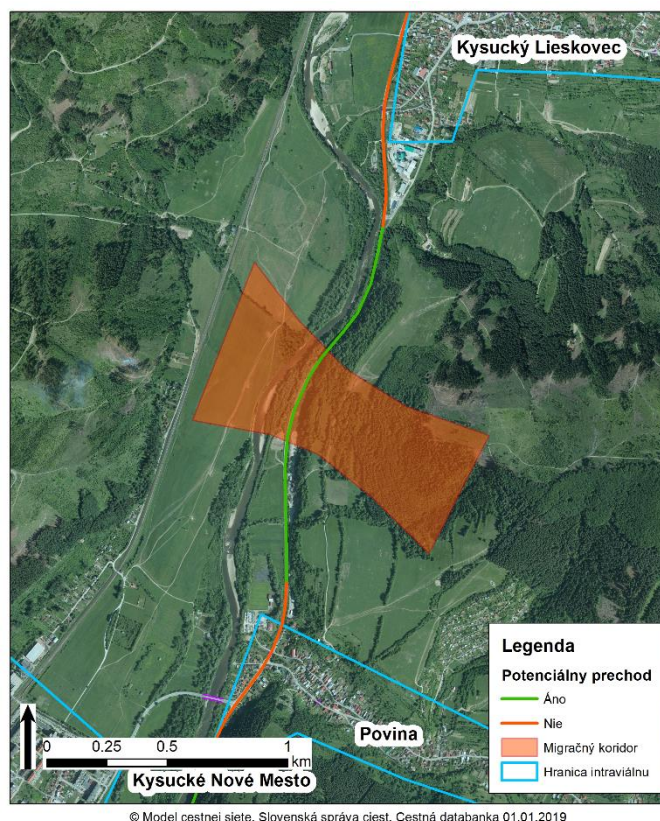 Kysucký Lieskovec
Legenda
Potenciálny prechod
Áno
Nie
Migračný koridor
Hranica intraviálnu
Povina
0 0.25 0.5 1
km
Kysucké Nové Mesto
© Model cestnej siete, Slovenská správa ciest, Cestná databanka 01.01.2019